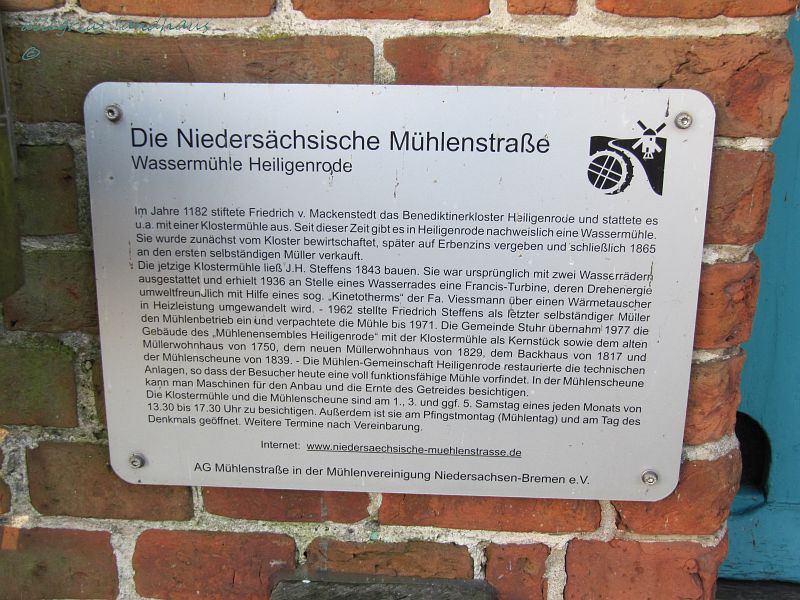 ©
Die Niedersächsische Mühlenstraße
Wassermühle Heiligenrode
Im Jahre 1182 stiftete Friedrich v. Mackenstedt das Benediktinerkloster Heiligenrode und stattete es
u.a. mit einer Klostermühle aus. Seit dieser Zeit gibt es in Heiligenrode nachweislich eine Wassermühle.
Sie wurde zunächst vom Kloster bewirtschaftet, später auf Erbenzins vergeben und schließlich 1865
an den ersten selbständigen Müller verkauft.
Die jetzige Klostermühle ließ J.H. Steffens 1843 bauen. Sie war ursprünglich mit zwei Wasserrädern
ausgestattet und erhielt 1936 an Stelle eines Wasserrades eine Francis-Turbine, deren Drehenergie
umweltfreundlich mit Hilfe eines sog. „Kinetotherms“ der Fa. Viessmann über einen Wärmetauscher
in Heizleistung umgewandelt wird. - 1962 stellte Friedrich Steffens als letzter selbständiger Müller
den Mühlenbetrieb ein und verpachtete die Mühle bis 1971. Die Gemeinde Stuhr übernahm 1977 die
Gebäude des „Mühlenensembles Heiligenrode“ mit der Klostermühle als Kernstück sowie dem alten
Müllerwohnhaus von 1750, dem neuen Müllerwohnhaus von 1829, dem Backhaus von 1817 und
der Mühlenscheune von 1839. - Die Mühlen-Gemeinschaft Heiligenrode restaurierte die technischen
Anlagen, so dass der Besucher heute eine voll funktionsfähige Mühle vorfindet. In der Mühlenscheune
kann man Maschinen für den Anbau und die Ernte des Getreides besichtigen.
Die Klostermühle und die Mühlenscheune sind am 1., 3. und ggf. 5. Samstag eines jeden Monats von
13.30 bis 17.30 Uhr zu besichtigen. Außerdem ist sie am Pfingstmontag (Mühlentag) und am Tag des
Denkmals geöffnet. Weitere Termine nach Vereinbarung.
Internet: www.niedersaechsische-muehlenstrasse.de
AG Mühlenstraße in der Mühlenvereinigung Niedersachsen-Bremen e.V.